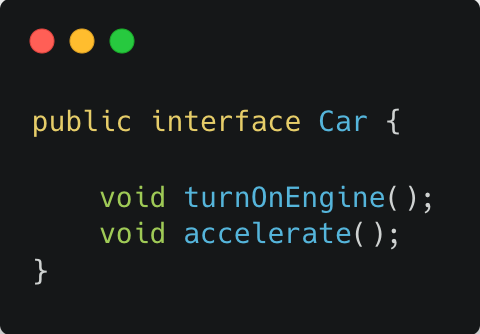 public interface Car {
    void turnOnEngine();
    void accelerate();
}